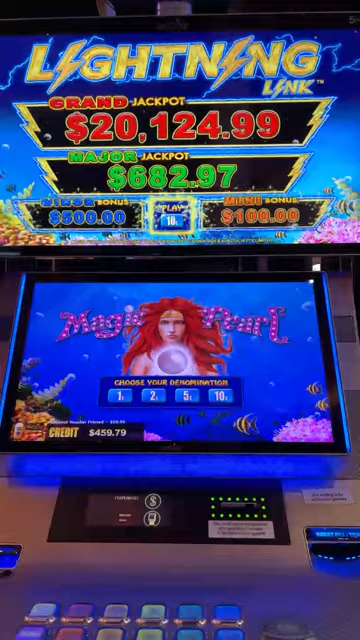 LIGHTNING
LINK™
GRAND JACKPOT
$20,124.99
MAJOR JACKPOT
$682.97
MINOR BONUS
$500.00
PLAY
10¢
MINI BONUS
$100.00
Magic Pearl
CHOOSE YOUR DENOMINATION
1¢ 2¢ 5¢ 10¢
CREDIT $459.79